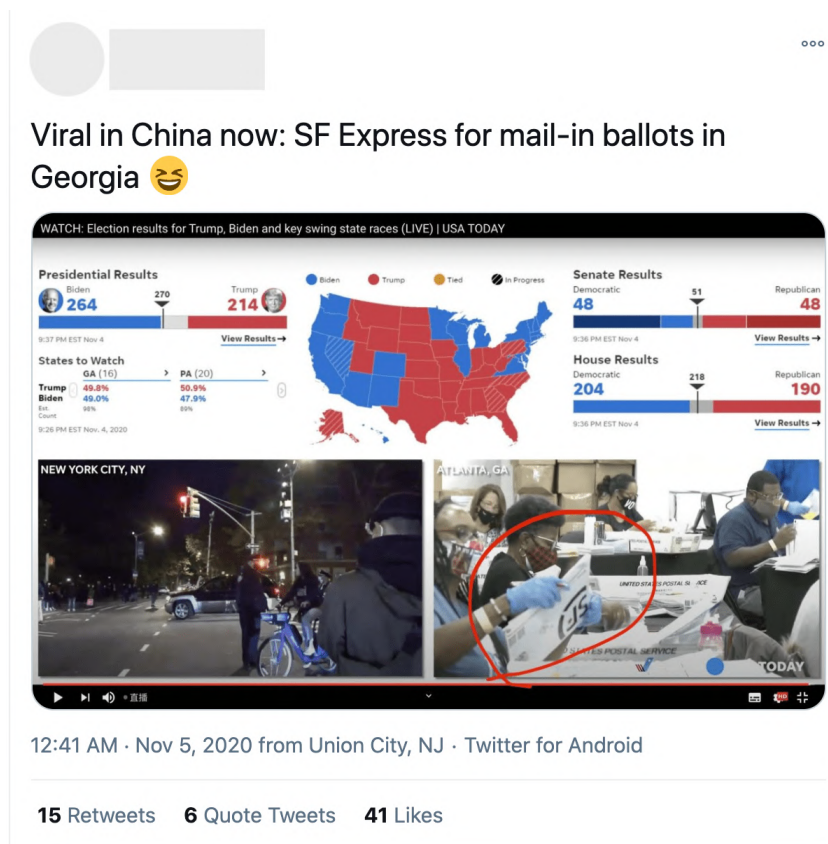 Viral in China now: SF Express for mail-in ballots in
Georgia 😆
WATCH: Election results for Trump, Biden and key swing state races (LIVE) | USA TODAY
Presidential Results
Biden
264
270
Trump
214
9:37 PM EST Nov 4
View Results→
States to Watch
GA (16) >
PA (20) >
Trump 49.8% 50.9%
Biden 49.0% 47.9%
Est. Count 98% 89%
9:26 PM EST Nov. 4, 2020
Biden Trump Tied In Progress
Senate Results
Democratic
48
51
Republican
48
9:36 PM EST Nov 4
View Results→
House Results
Democratic
204
218
Republican
190
9:36 PM EST Nov 4
View Results→
NEW YORK CITY, NY
ATLANTA, GA
UNITED STATES POSTAL SERVICE
STATES POSTAL SERVICE
TODAY
直播
HD
12:41 AM · Nov 5, 2020 from Union City, NJ · Twitter for Android
15 Retweets 6 Quote Tweets 41 Likes